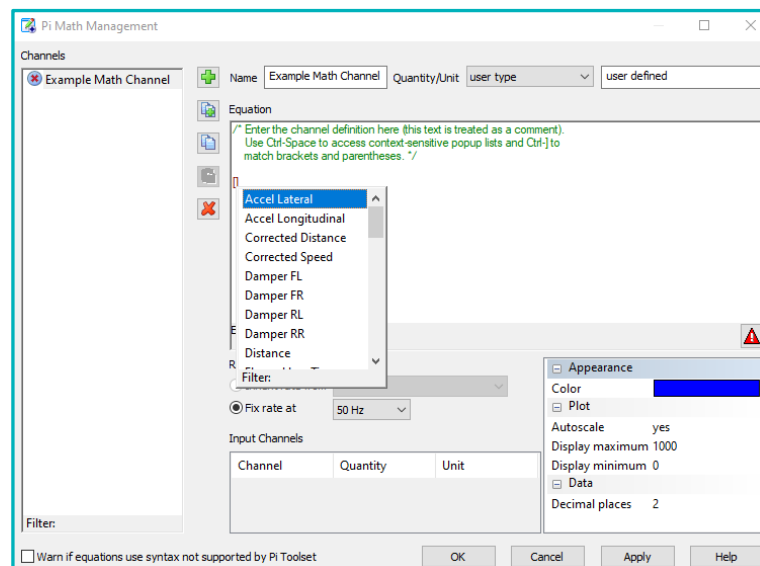 Pi Math Management
Channels
Example Math Channel
Name Example Math Channel Quantity/Unit user type user defined
Equation
/* Enter the channel definition here (this text is treated as a comment).
Use Ctrl-Space to access context-sensitive popup lists and Ctrl-] to
match brackets and parentheses. */
[]
Accel Lateral
Accel Longitudinal
Corrected Distance
Corrected Speed
Damper FL
Damper FR
Damper RL
Damper RR
Distance
Filter:
Fix rate at 50 Hz
Input Channels
Channel Quantity Unit
Appearance
Color
Plot
Autoscale yes
Display maximum 1000
Display minimum 0
Data
Decimal places 2
Filter:
Warn if equations use syntax not supported by Pi Toolset
OK Cancel Apply Help